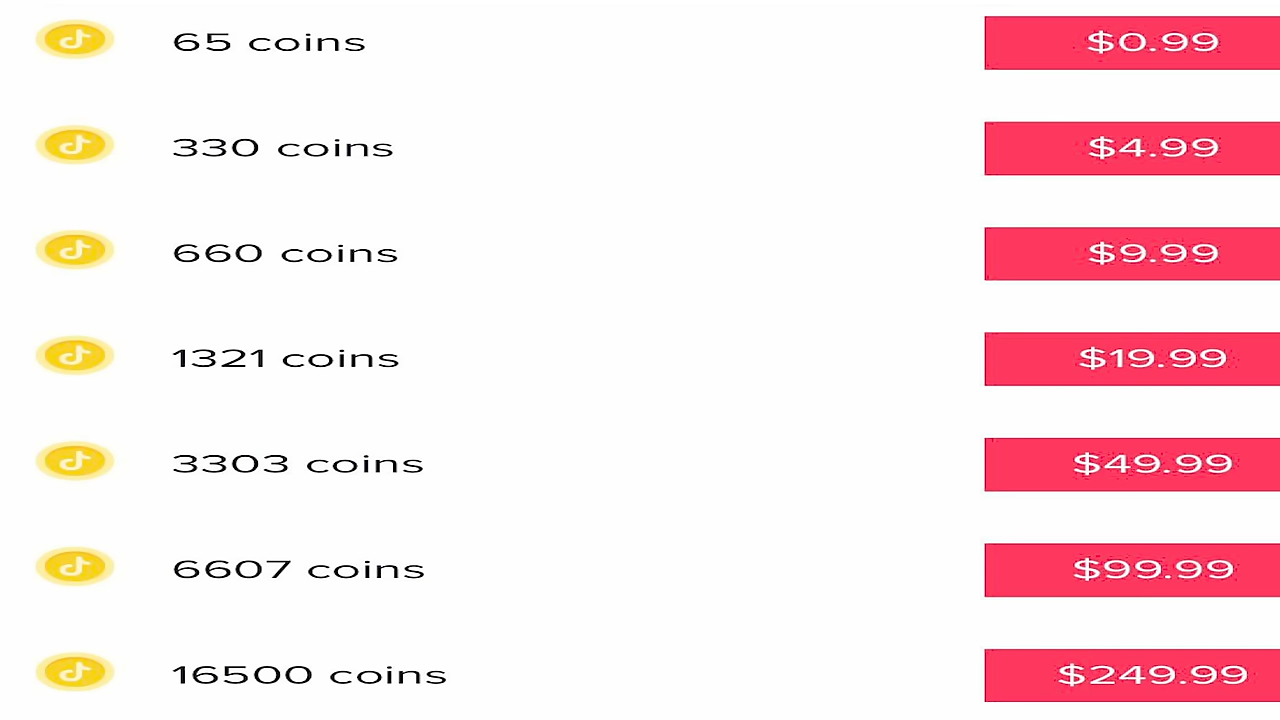 65 coins $0.99
330 coins $4.99
660 coins $9.99
1321 coins $19.99
3303 coins $49.99
6607 coins $99.99
16500 coins $249.99